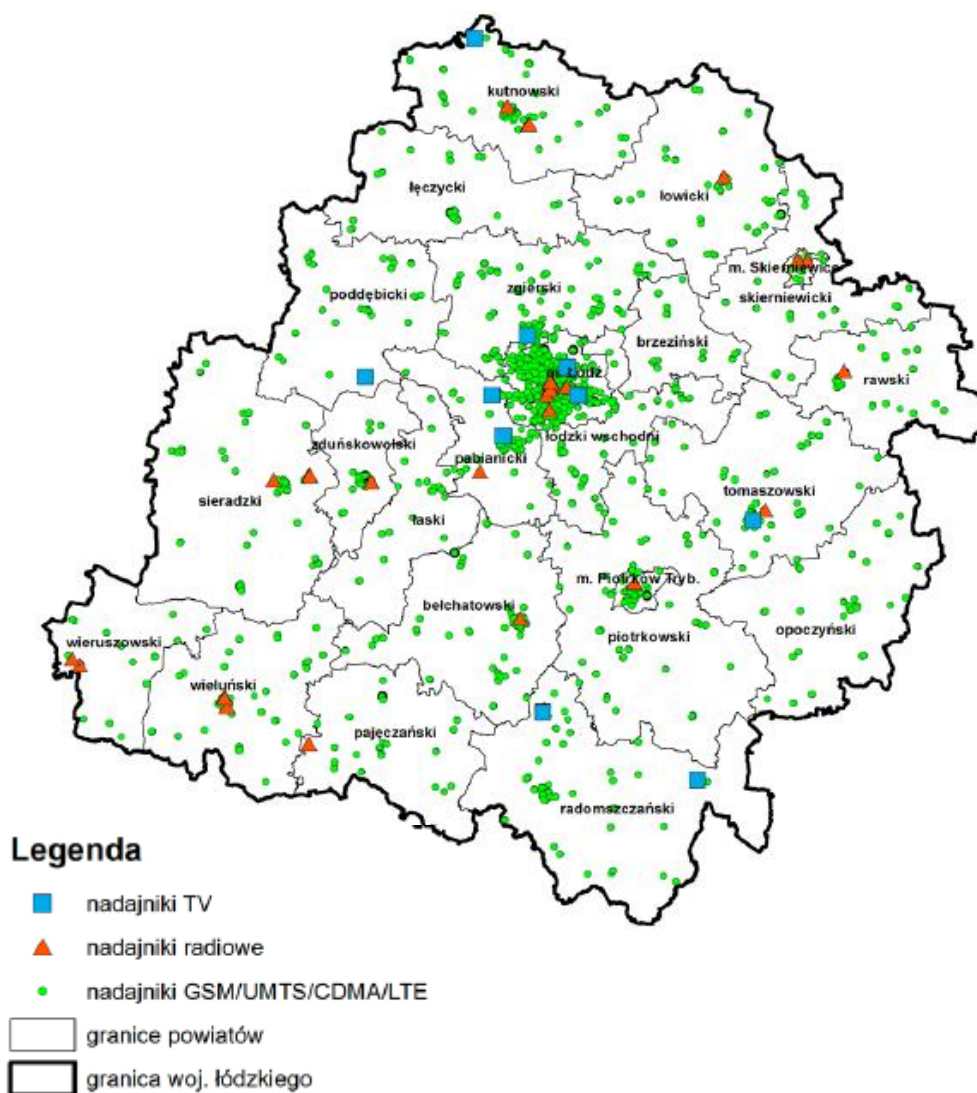 kutnowski
łęczycki
łowicki
m. Skierniewice
poddębicki
zgierski
skierniewicki
brzeziński
rawski
m. Łódź
zduńskowolski
łódzki wschodni
pabianicki
sieradzki
tomaszowski
łaski
m. Piotrków Tryb.
bełchatowski
opoczyński
piotrkowski
wieruszowski
wieluński
pajęczański
radomszczański
Legenda
nadajniki TV
nadajniki radiowe
nadajniki GSM/UMTS/CDMA/LTE
granice powiatów
granica woj. łódzkiego